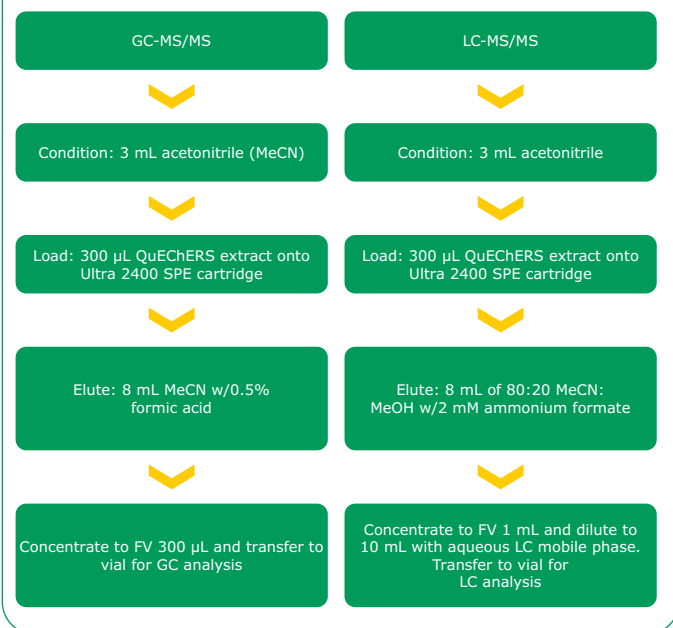 GC-MS/MS
Condition: 3 mL acetonitrile (MeCN)
Load: 300 µL QuEChERS extract onto
Ultra 2400 SPE cartridge
Elute: 8 mL MeCN w/0.5%
formic acid
Concentrate to FV 300 µL and transfer to
vial for GC analysis
LC-MS/MS
Condition: 3 mL acetonitrile
Load: 300 µL QuEChERS extract onto
Ultra 2400 SPE cartridge
Elute: 8 mL of 80:20 MeCN:
MeOH w/2 mM ammonium formate
Concentrate to FV 1 mL and dilute to
10 mL with aqueous LC mobile phase.
Transfer to vial for
LC analysis